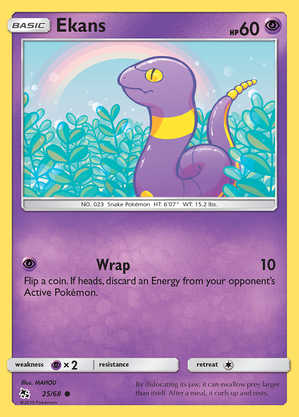 BASIC Ekans HP60
NO. 023 Snake Pokémon HT: 6'07" WT: 15.2 lbs.
Wrap 10
Flip a coin. If heads, discard an Energy from your opponent's
Active Pokémon.
weakness ×2 resistance retreat
Illus. MAHOU
25/68
©2019 Pokémon
By dislocating its jaw, it can swallow prey larger
than itself. After a meal, it curls up and rests.